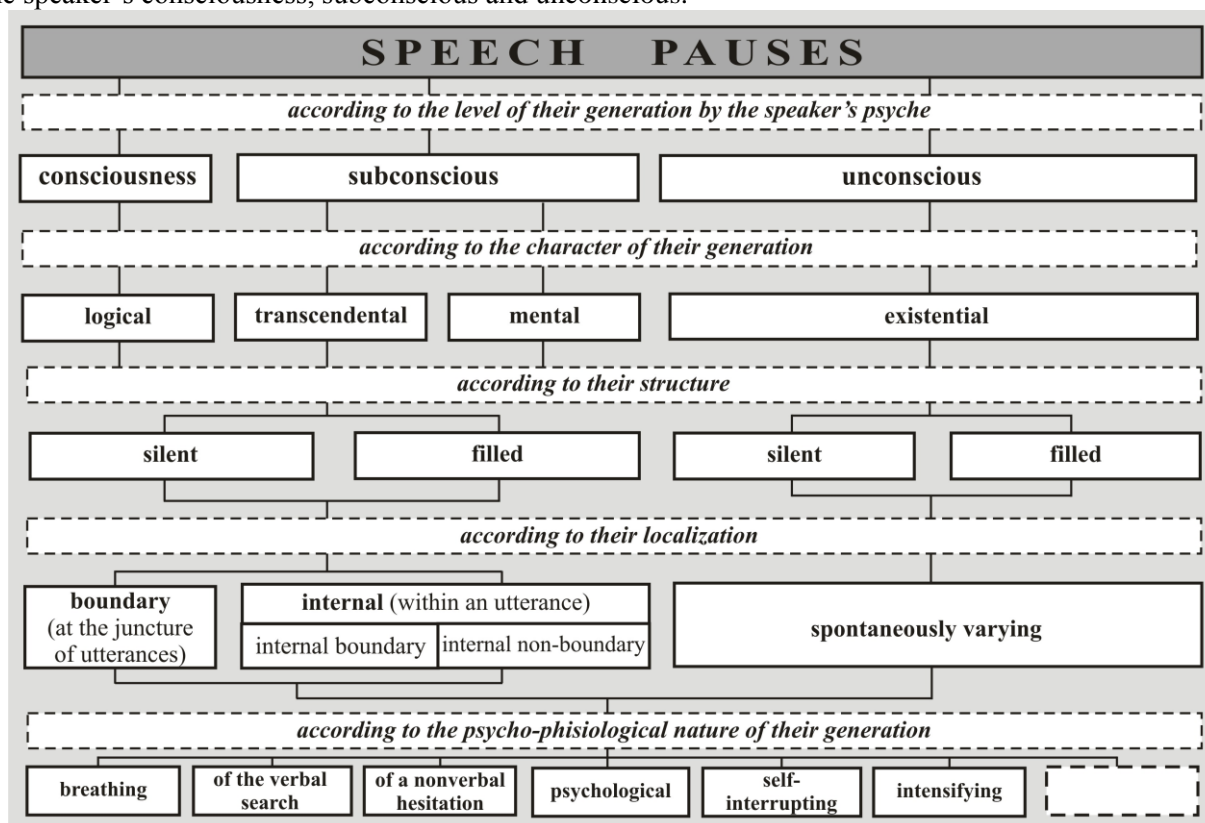 e speaker's consciousness, subconscious and unconscious.
SPEECH PAUSES
according to the level of their generation by the speaker's psyche
consciousness
subconscious
unconscious
according to the character of their generation
logical
transcendental
mental
existential
according to their structure
silent
filled
silent
filled
according to their localization
boundary
(at the juncture
of utterances)
internal (within an utterance)
internal boundary
internal non-boundary
spontaneously varying
according to the psycho-phisiological nature of their generation
breathing
of the verbal
search
of a nonverbal
hesitation
psychological
self-
interrupting
intensifying